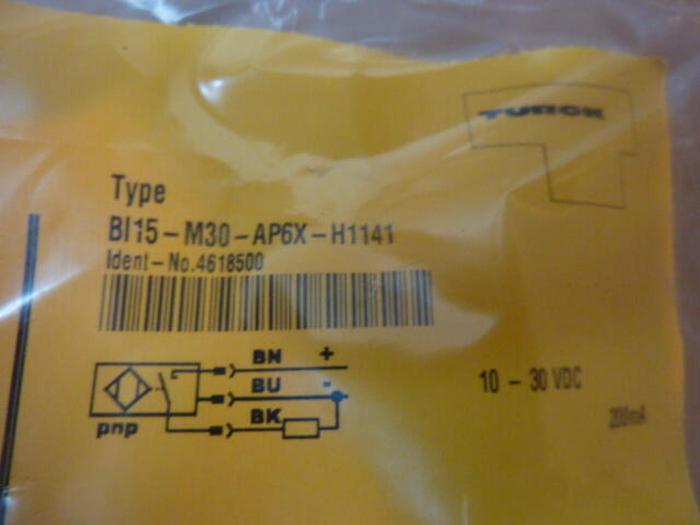 TURCK
Type
BI15-M30-AP6X-H1141
Ident-No.4618500
BN +
BU -
BK
pnp
10 - 30 VDC
200mA